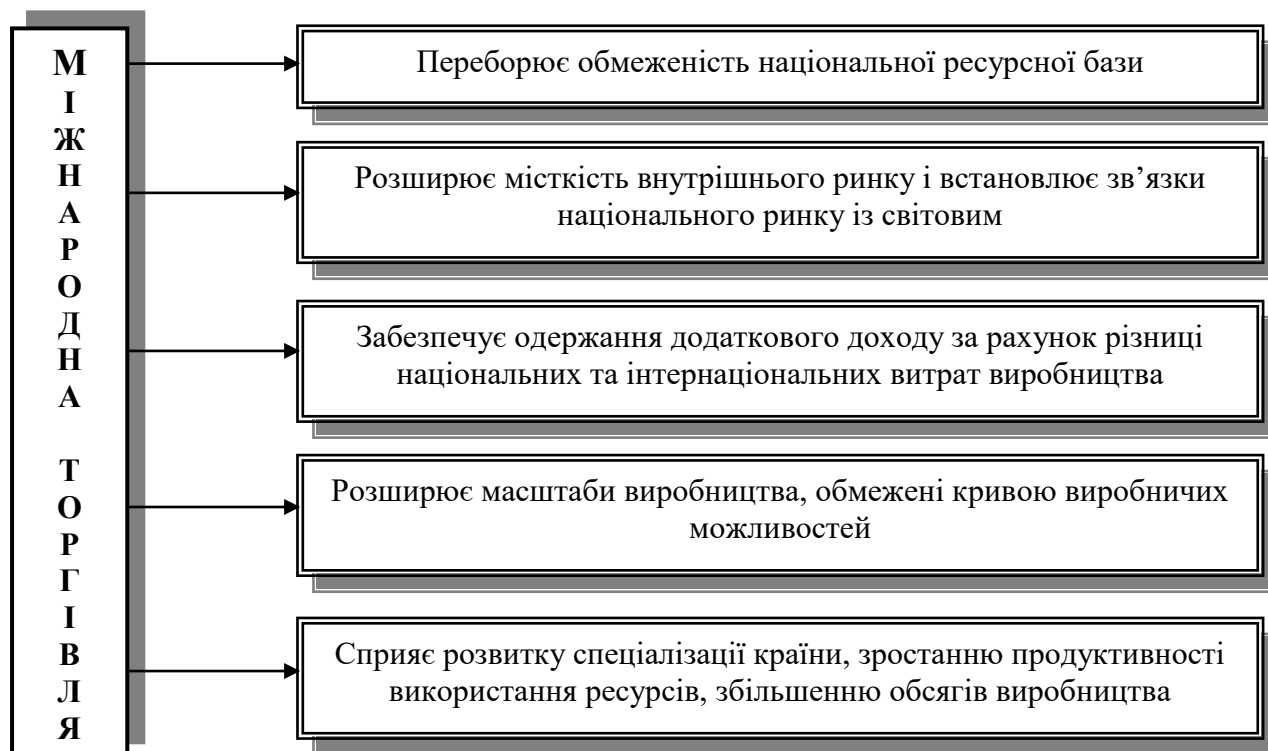 МІЖНАРОДНА ТОРГІВЛЯ
Переборює обмеженість національної ресурсної бази
Розширює місткість внутрішнього ринку і встановлює зв’язки
національного ринку із світовим
Забезпечує одержання додаткового доходу за рахунок різниці
національних та інтернаціональних витрат виробництва
Розширює масштаби виробництва, обмежені кривою виробничих
можливостей
Сприяє розвитку спеціалізації країни, зростанню продуктивності
використання ресурсів, збільшенню обсягів виробництва